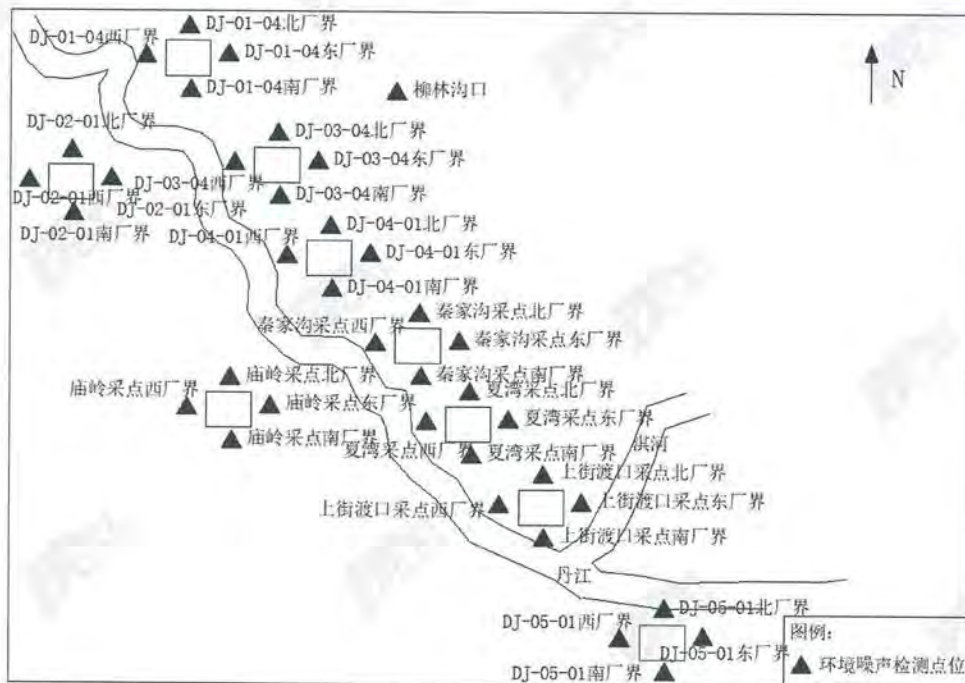 DJ-01-04北厂界
DJ-01-04西厂界
DJ-01-04东厂界
DJ-01-04南厂界
柳林沟口
N
DJ-02-01北厂界
DJ-03-04北厂界
DJ-03-04东厂界
DJ-03-04西厂界
DJ-02-01西厂界
DJ-03-04南厂界
DJ-02-01东厂界
DJ-02-01南厂界
DJ-04-01北厂界
DJ-04-01西厂界
DJ-04-01东厂界
DJ-04-01南厂界
秦家沟采点北厂界
秦家沟采点西厂界
秦家沟采点东厂界
秦家沟采点南厂界
庙岭采点北厂界
庙岭采点西厂界
庙岭采点东厂界
庙岭采点南厂界
夏湾采点北厂界
夏湾采点东厂界
夏湾采点西厂界
夏湾采点南厂界
淇河
上街渡口采点北厂界
上街渡口采点西厂界
上街渡口采点东厂界
上街渡口采点南厂界
丹江
DJ-05-01北厂界
DJ-05-01西厂界
DJ-05-01东厂界
DJ-05-01南厂界
图例:
环境噪声检测点位